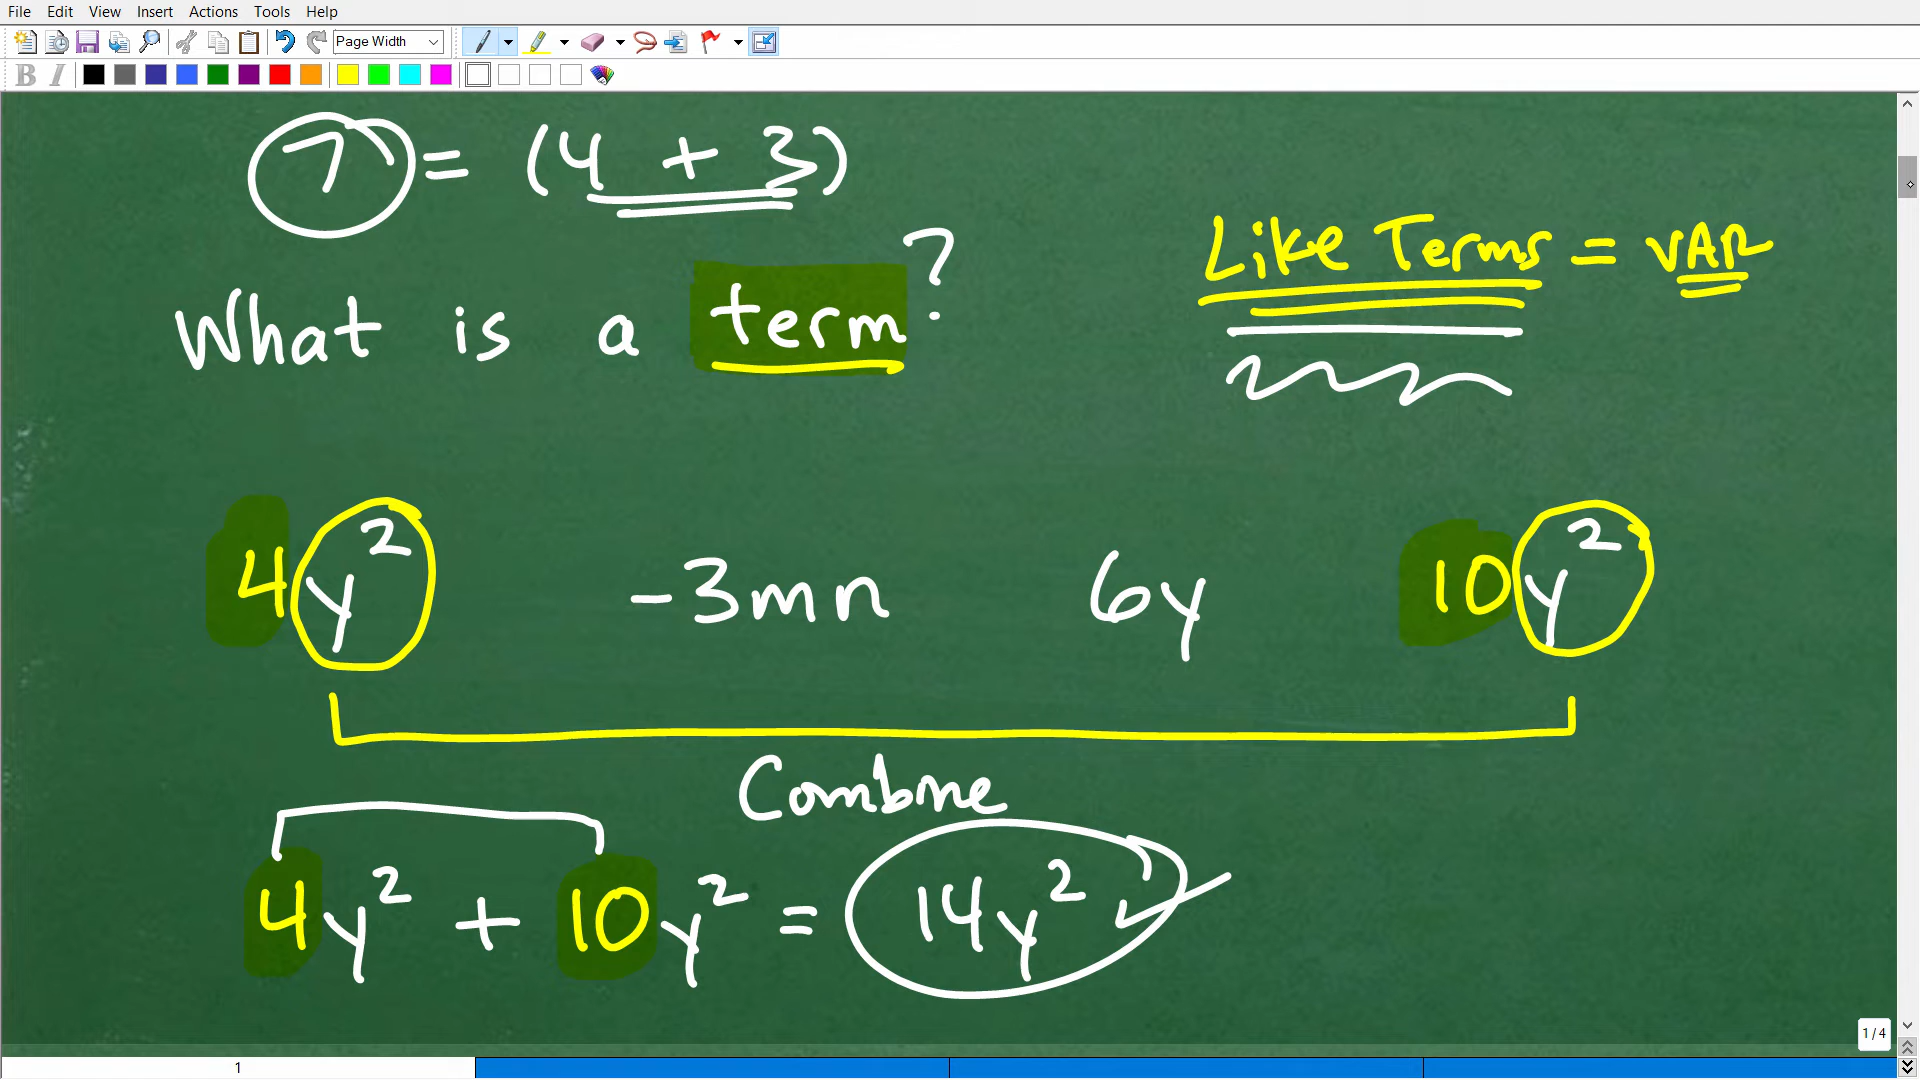 File Edit View Insert Actions Tools Help
Page Width
B I
7 = (4 + 3)
Like Terms = VAR
What is a term?
4y² -3mn 6y 10y²
Combine
4y² + 10y² = 14y² ✓
1 / 4
1